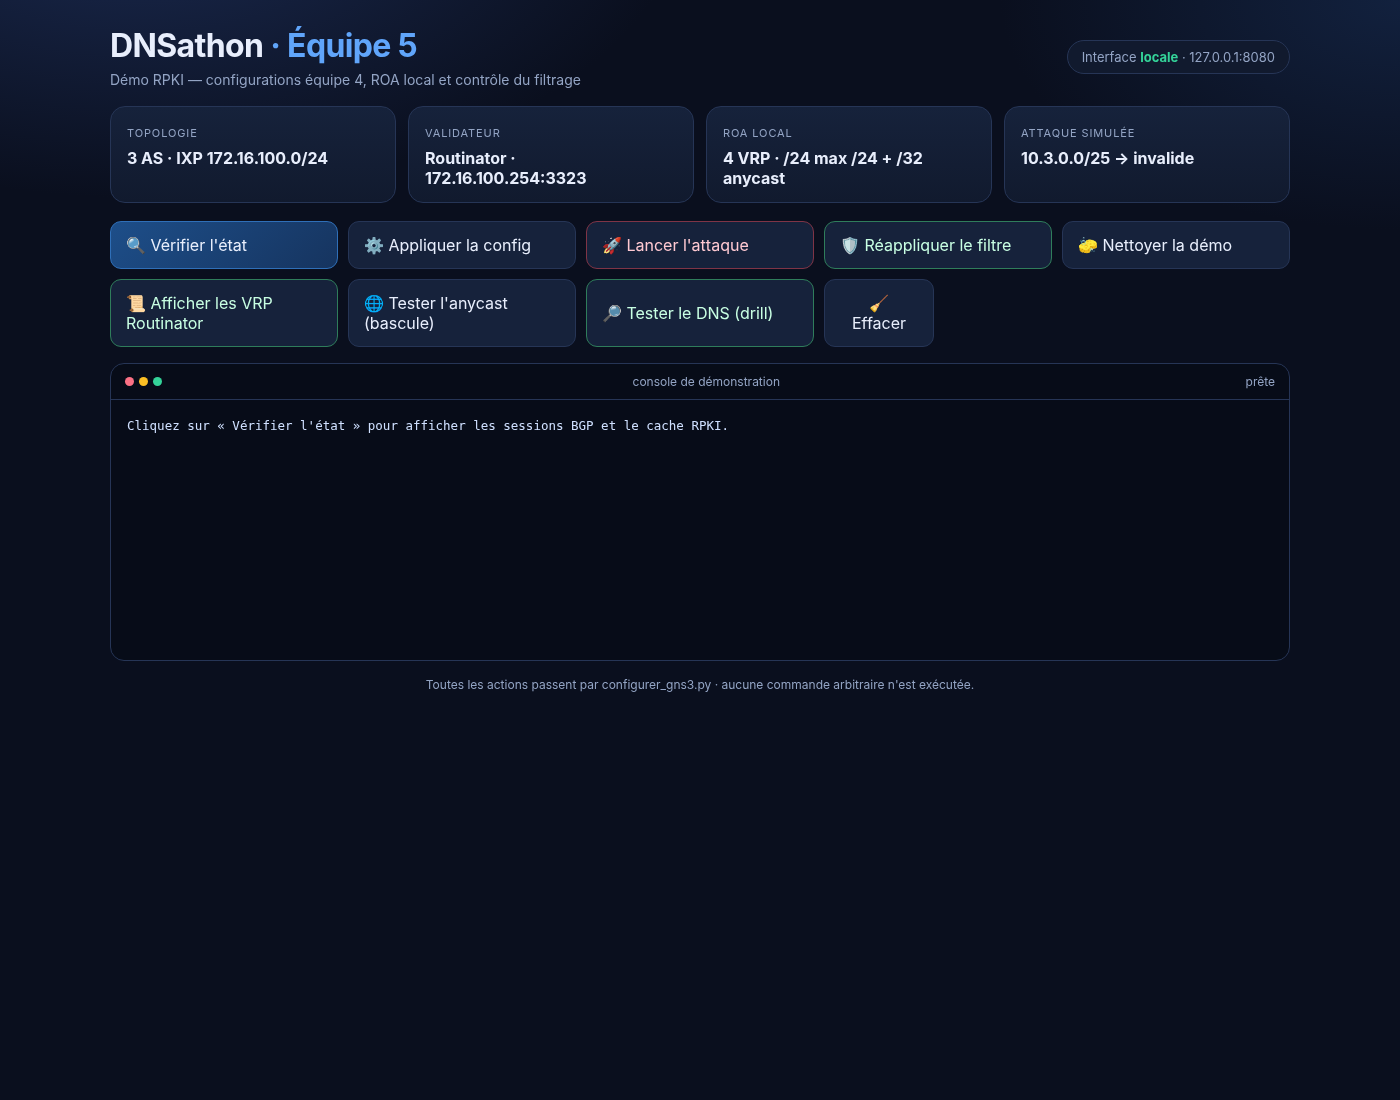 DNSathon · Équipe 5
Démo RPKI — configurations équipe 4, ROA local et contrôle du filtrage
Interface locale · 127.0.0.1:8080
TOPOLOGIE
3 AS · IXP 172.16.100.0/24
VALIDATEUR
Routinator ·
172.16.100.254:3323
ROA LOCAL
4 VRP · /24 max /24 + /32
anycast
ATTAQUE SIMULÉE
10.3.0.0/25 → invalide
🔍 Vérifier l'état
⚙️ Appliquer la config
🚀 Lancer l'attaque
🛡️ Réappliquer le filtre
🧽 Nettoyer la démo
📜 Afficher les VRP
Routinator
🌐 Tester l'anycast
(bascule)
🔎 Tester le DNS (drill)
🧹
Effacer
console de démonstration
prête
Cliquez sur « Vérifier l'état » pour afficher les sessions BGP et le cache RPKI.
Toutes les actions passent par configurer_gns3.py · aucune commande arbitraire n'est exécutée.